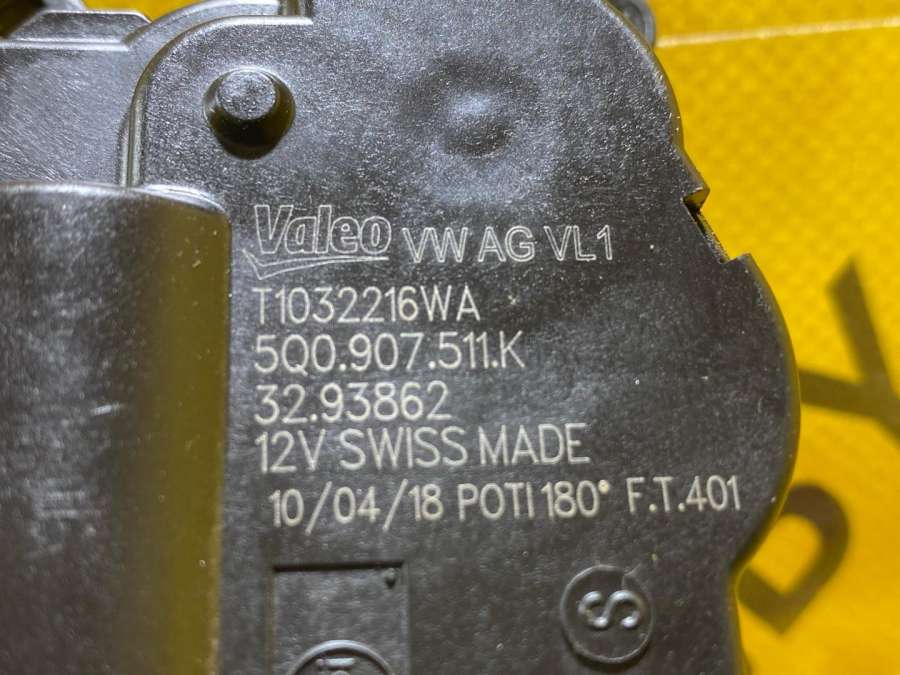 Valeo VW AG VL1
T1032216WA
5Q0.907.511.K
32.93862
12V SWISS MADE
10/04/18 POTI 180° F.T.401
S